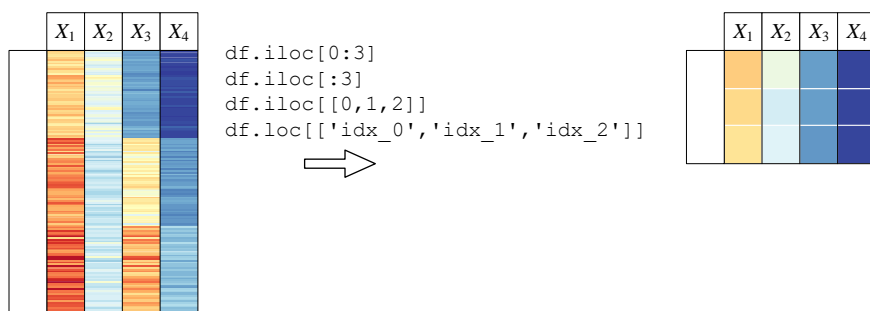 X1 X2 X3 X4
df.iloc[0:3]
df.iloc[:3]
df.iloc[[0,1,2]]
df.loc[['idx_0','idx_1','idx_2']]
X1 X2 X3 X4